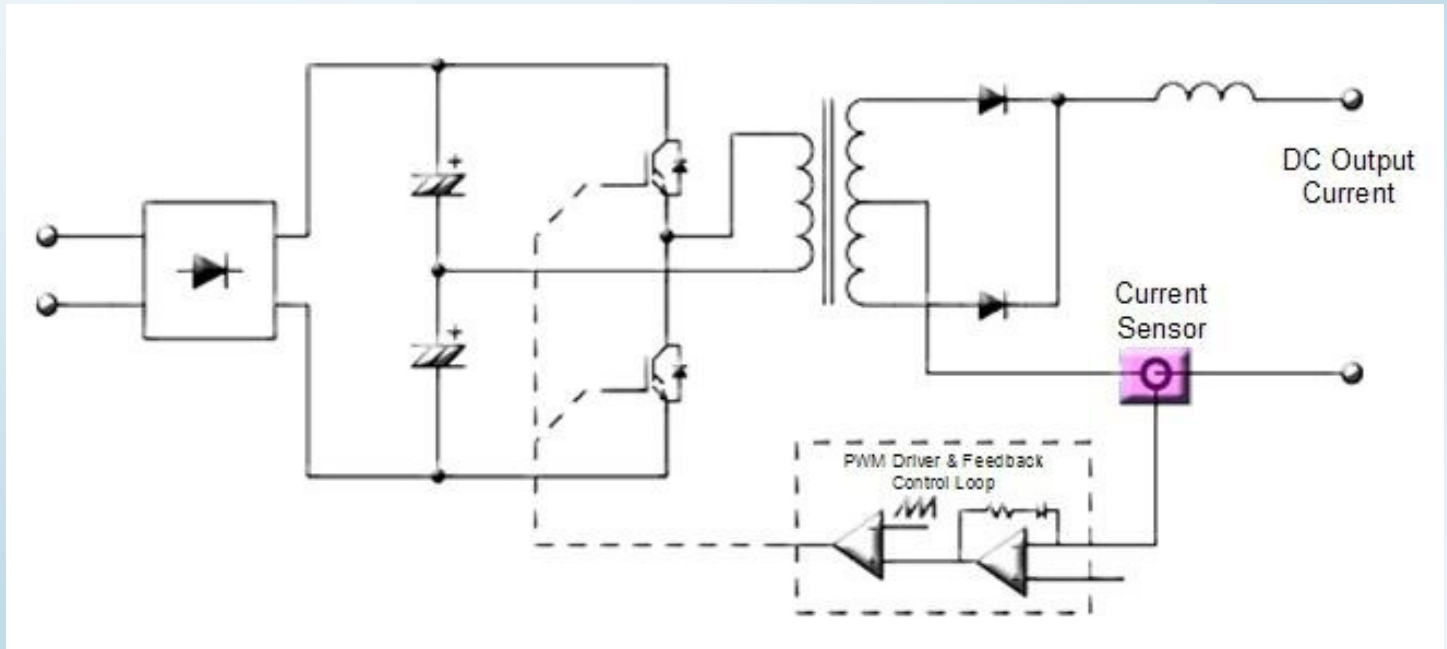 DC Output
Current
Current
Sensor
PWM Driver & Feedback
Control Loop